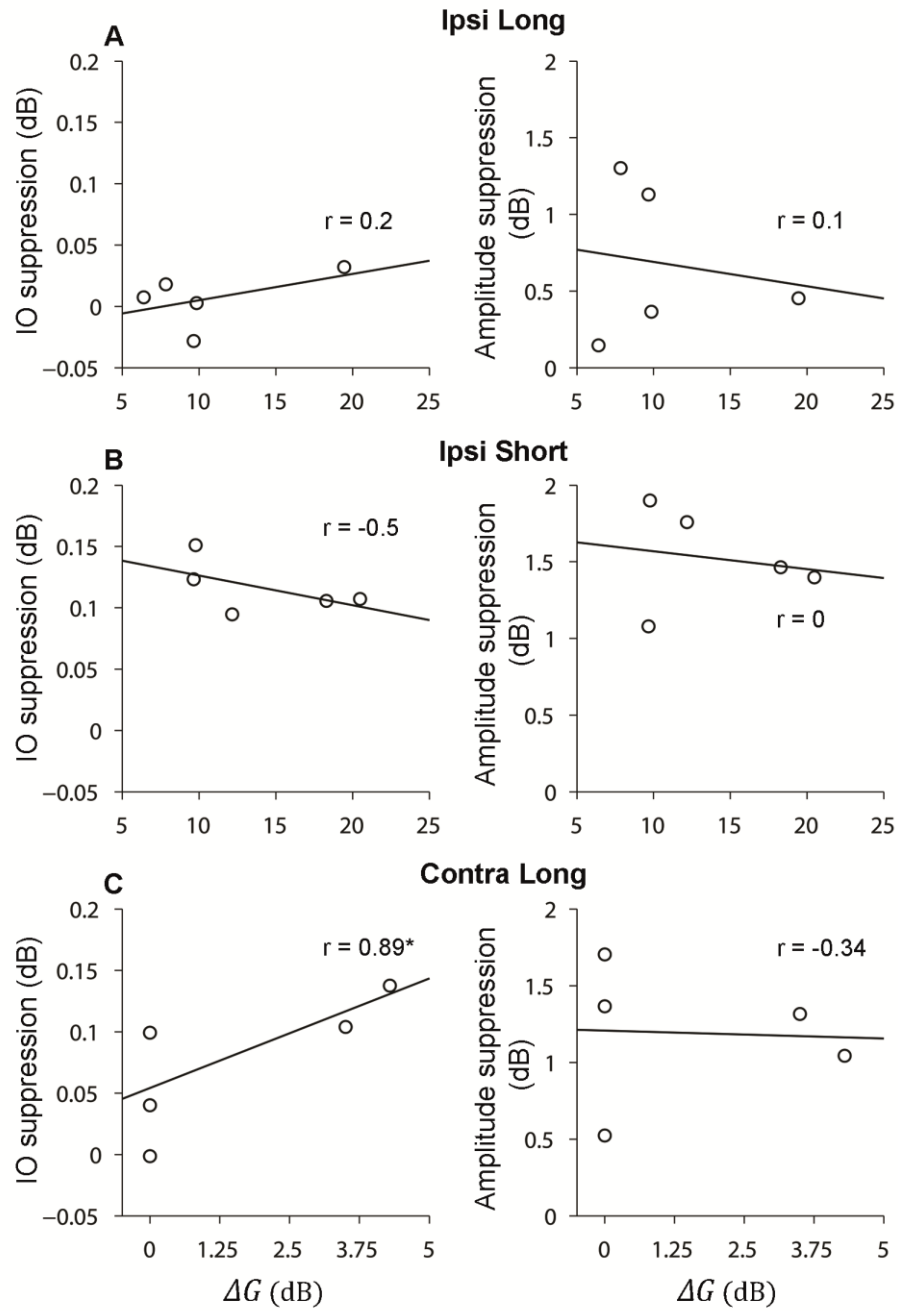 Ipsi Long
A
IO suppression (dB)
0.2
0.15
0.1
0.05
0
−0.05
r = 0.2
5 10 15 20 25
Amplitude suppression
(dB)
2
1.5
1
0.5
0
r = 0.1
5 10 15 20 25
Ipsi Short
B
IO suppression (dB)
0.2
0.15
0.1
0.05
0
−0.05
r = -0.5
5 10 15 20 25
Amplitude suppression
(dB)
2
1.5
1
0.5
0
r = 0
5 10 15 20 25
Contra Long
C
IO suppression (dB)
0.2
0.15
0.1
0.05
0
−0.05
r = 0.89*
0 1.25 2.5 3.75 5
ΔG (dB)
Amplitude suppression
(dB)
2
1.5
1
0.5
0
r = -0.34
0 1.25 2.5 3.75 5
ΔG (dB)